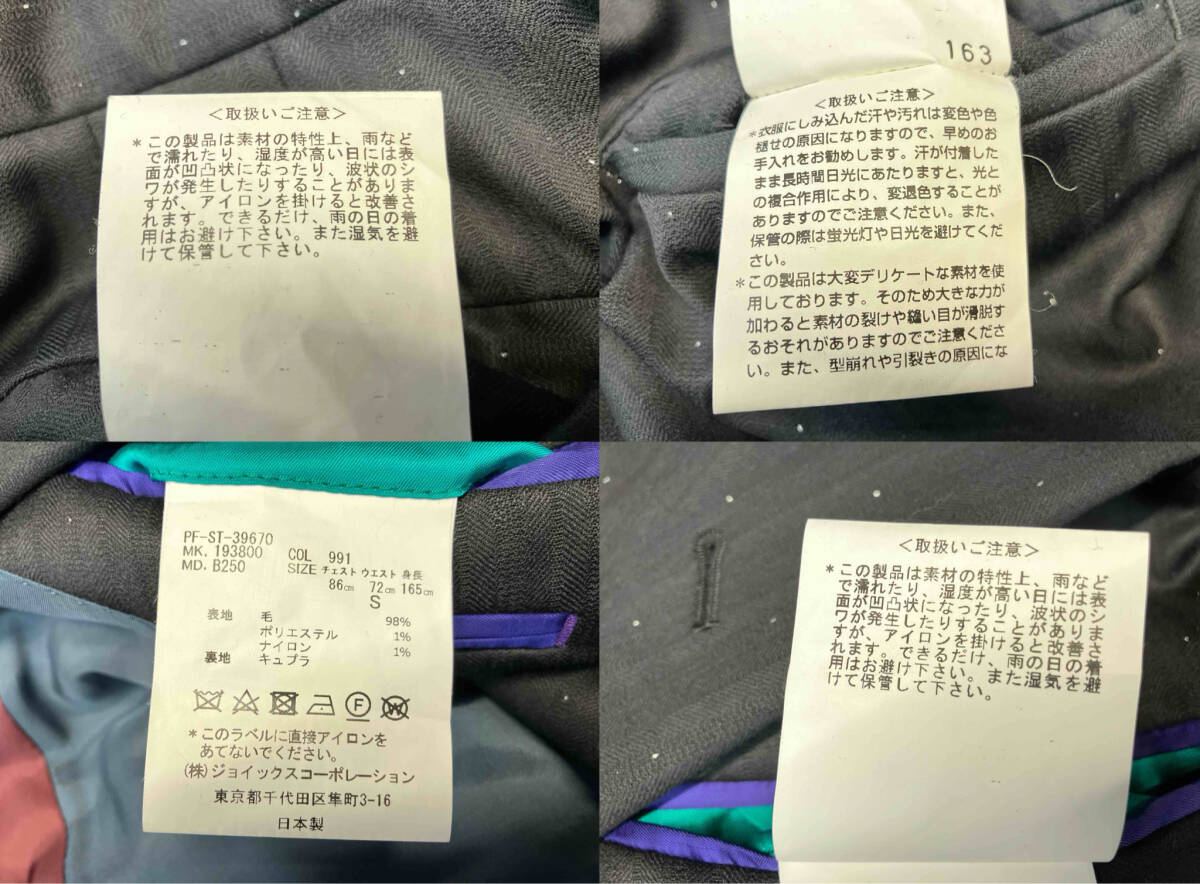 <取扱いご注意>
*この製品は素材の特性上、雨など
で濡れたり、湿度が高い日には表
面が凹凸状になったり、波状のシ
ワが発生したりすることがありま
すが、アイロンを掛けると改善さ
れます。できるだけ、雨の日の着
用はお避け下さい。また湿気を避
けて保管して下さい。
163
<取扱いご注意>
*衣服にしみ込んだ汗や汚れは変色や色
褪せの原因になりますので、早めのお
手入れをお勧めします。汗が付着した
まま長時間日光にあたりますと、光と
の複合作用により、変退色することが
ありますのでご注意ください。また、
保管の際は蛍光灯や日光を避けてくだ
さい。
*この製品は大変デリケートな素材を使
用しております。そのため大きな力が
加わると素材の裂けや縫い目が滑脱す
るおそれがありますのでご注意くださ
い。また、型崩れや引裂きの原因にな
PF-ST-39670
MK. 193800
MD. B250
COL 991
SIZE チェスト ウエスト 身長
86cm 72cm 165cm
S
表地 毛 98%
ポリエステル 1%
ナイロン 1%
裏地 キュプラ
F W
*このラベルに直接アイロンを
あてないでください。
(株)ジョイックスコーポレーション
東京都千代田区隼町3-16
日本製
<取扱いご注意>
*この製品は素材の特性上、雨など
で濡れたり、湿度が高い日には表
面が凹凸状になったり、波状のシ
ワが発生したりすることがありま
すが、アイロンを掛けると改善さ
れます。できるだけ、雨の日の着
用はお避け下さい。また湿気を避
けて保管して下さい。